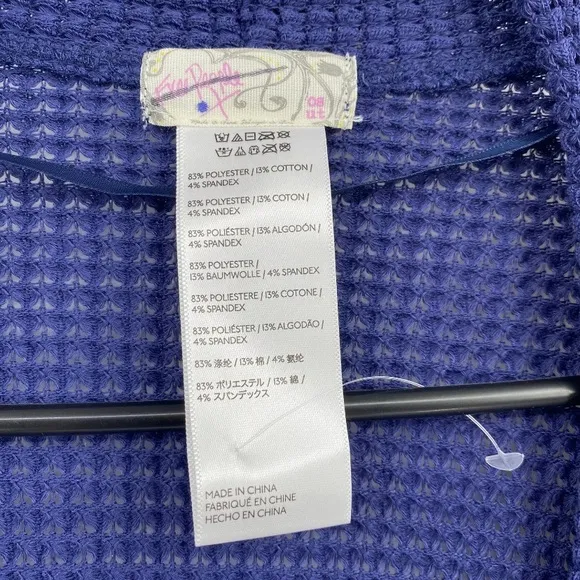 Free People
OS
U T
83% POLYESTER / 13% COTTON /
4% SPANDEX
83% POLYESTER / 13% COTON /
4% SPANDEX
83% POLIÉSTER / 13% ALGODÓN /
4% SPANDEX
83% POLYESTER /
13% BAUMWOLLE / 4% SPANDEX
83% POLIESTERE / 13% COTONE /
4% SPANDEX
83% POLIÉSTER / 13% ALGODÃO /
4% SPANDEX
83% 涤纶 / 13% 棉 / 4% 氨纶
83% ポリエステル / 13% 綿 /
4% スパンデックス
MADE IN CHINA
FABRIQUÉ EN CHINE
HECHO EN CHINA